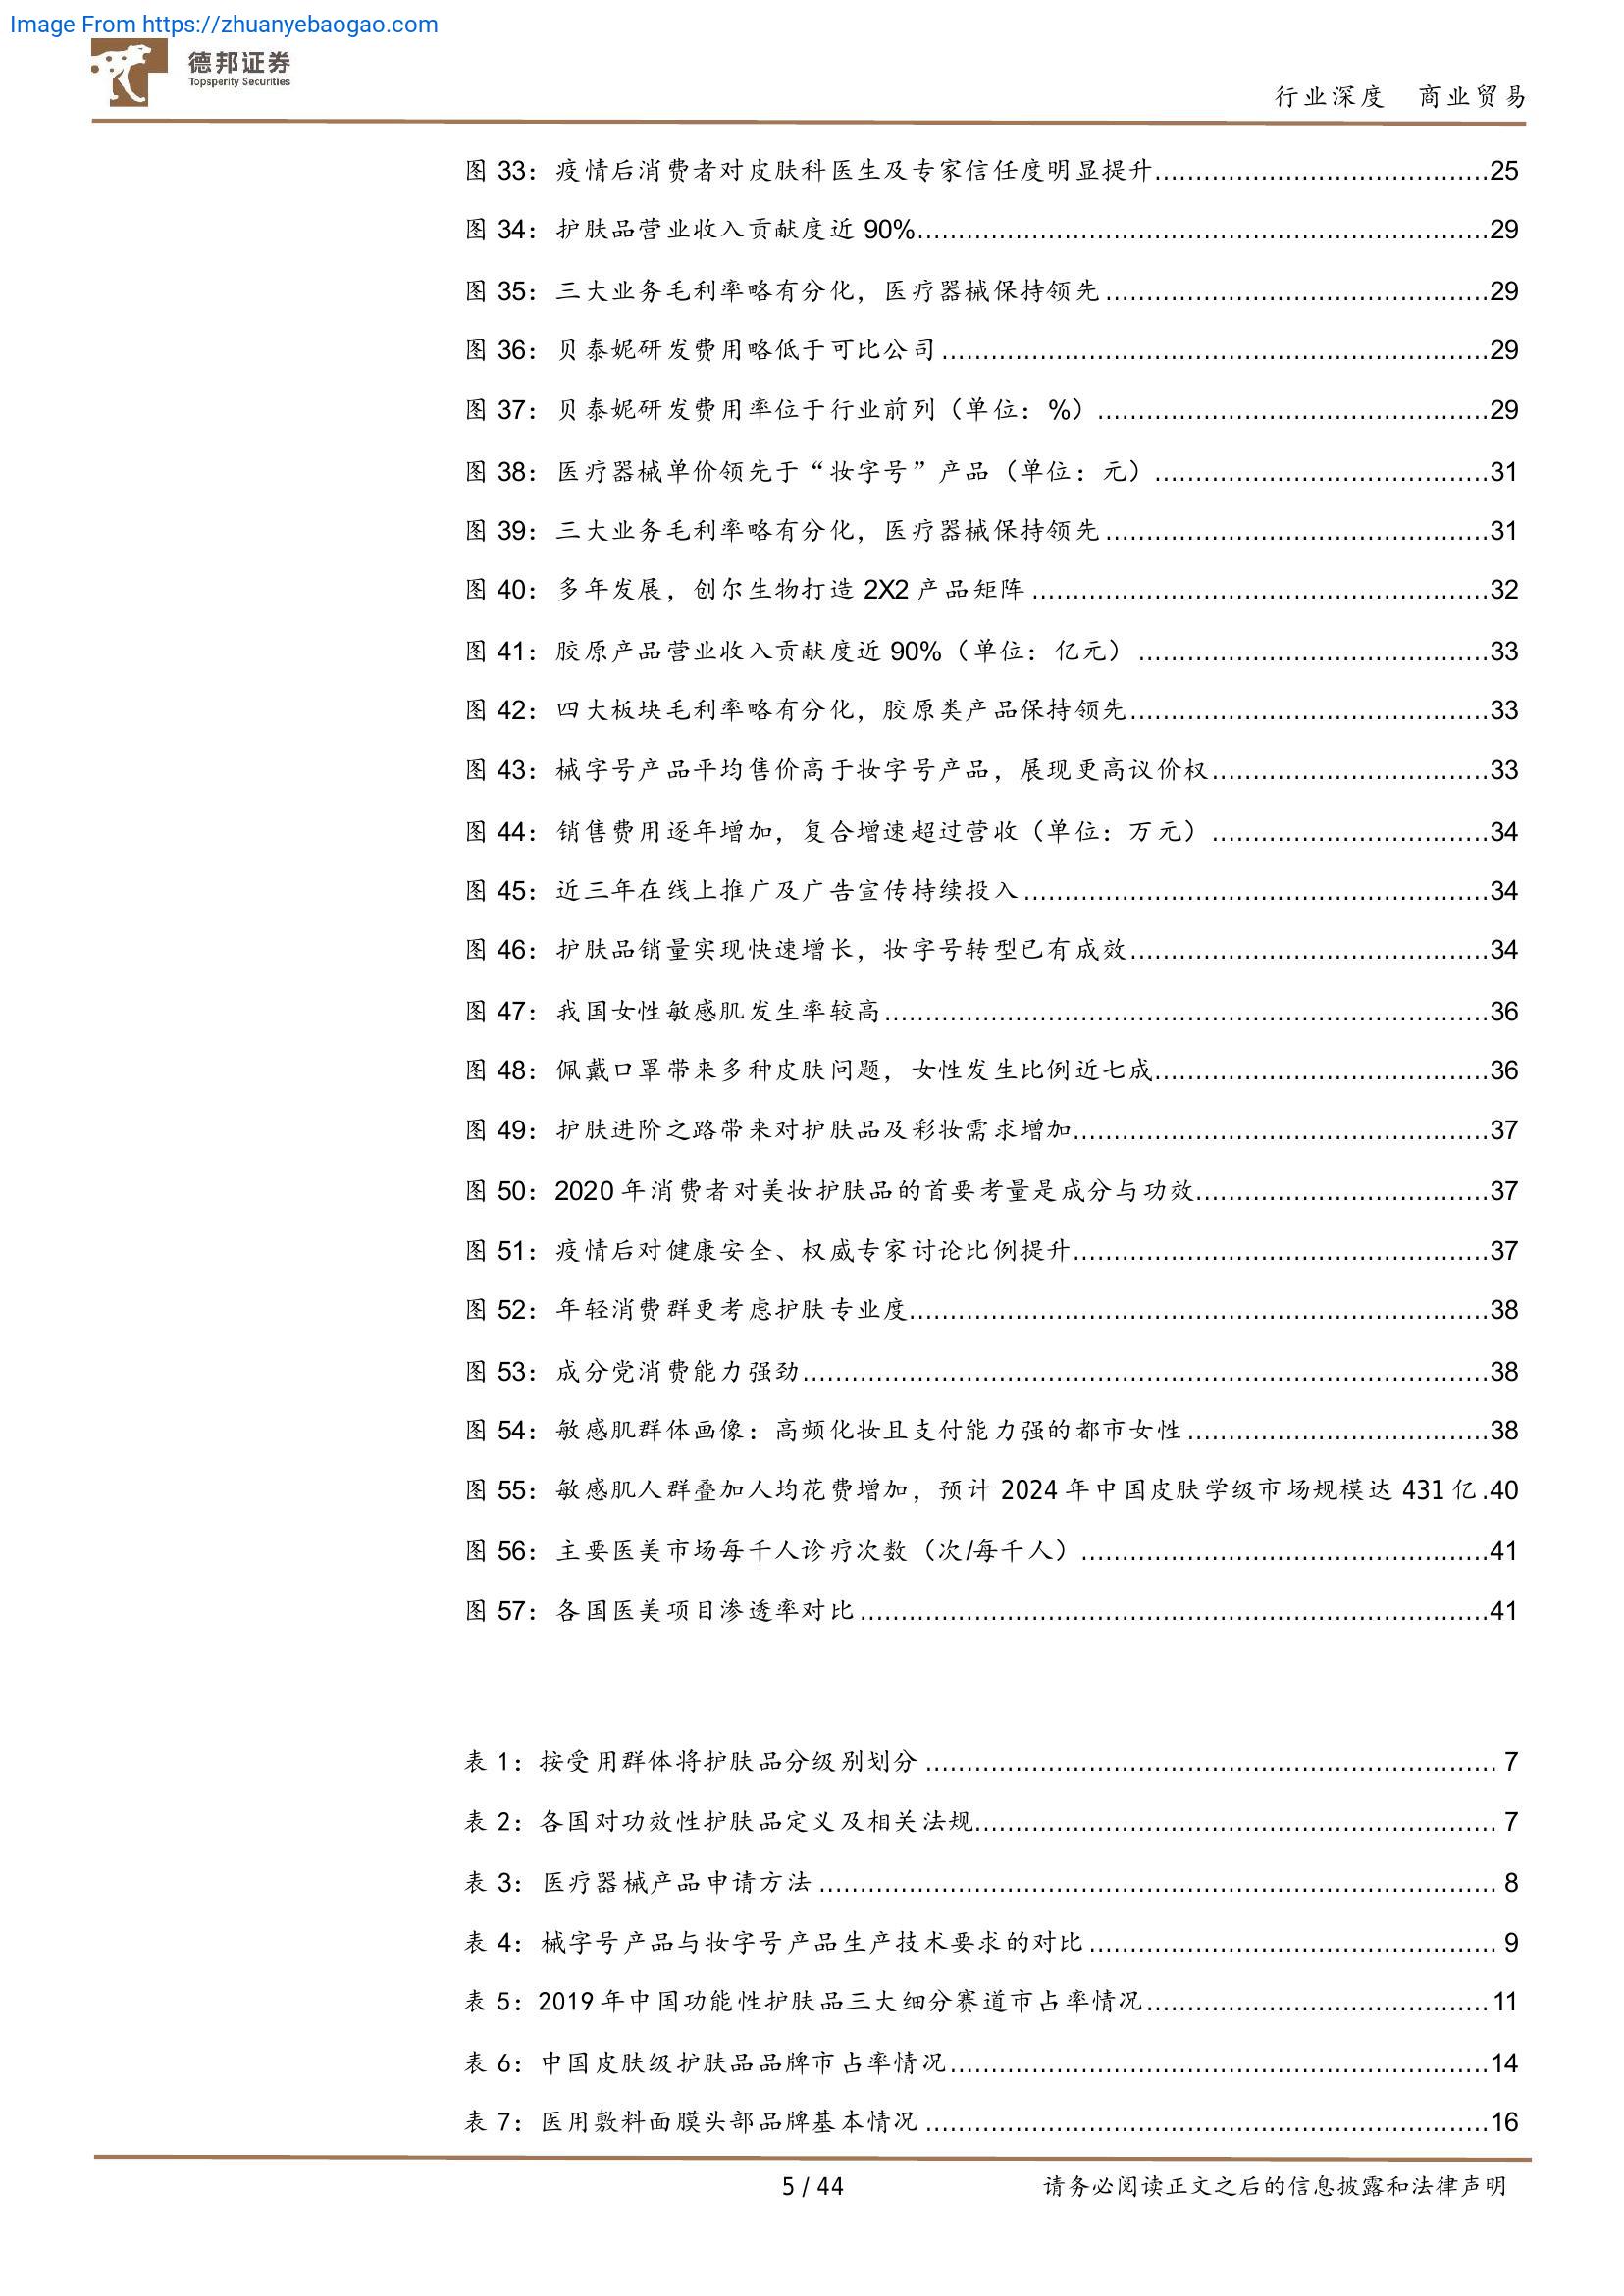 Image From https://zhuanyebaogao.com
德邦证券
Topsperity Securities
行业深度 商业贸易
图 33：疫情后消费者对皮肤科医生及专家信任度明显提升.........................................25
图 34：护肤品营业收入贡献度近 90%......................................................................29
图 35：三大业务毛利率略有分化，医疗器械保持领先...............................................29
图 36：贝泰妮研发费用略低于可比公司...................................................................29
图 37：贝泰妮研发费用率位于行业前列（单位：%）................................................29
图 38：医疗器械单价领先于“妆字号”产品（单位：元）.........................................31
图 39：三大业务毛利率略有分化，医疗器械保持领先...............................................31
图 40：多年发展，创尔生物打造 2X2 产品矩阵........................................................32
图 41：胶原产品营业收入贡献度近 90%（单位：亿元）...........................................33
图 42：四大板块毛利率略有分化，胶原类产品保持领先............................................33
图 43：械字号产品平均售价高于妆字号产品，展现更高议价权..................................33
图 44：销售费用逐年增加，复合增速超过营收（单位：万元）..................................34
图 45：近三年在线上推广及广告宣传持续投入.........................................................34
图 46：护肤品销量实现快速增长，妆字号转型已有成效............................................34
图 47：我国女性敏感肌发生率较高..........................................................................36
图 48：佩戴口罩带来多种皮肤问题，女性发生比例近七成.........................................36
图 49：护肤进阶之路带来对护肤品及彩妆需求增加...................................................37
图 50：2020 年消费者对美妆护肤品的首要考量是成分与功效....................................37
图 51：疫情后对健康安全、权威专家讨论比例提升...................................................37
图 52：年轻消费群更考虑护肤专业度.......................................................................38
图 53：成分党消费能力强劲....................................................................................38
图 54：敏感肌群体画像：高频化妆且支付能力强的都市女性.....................................38
图 55：敏感肌人群叠加人均花费增加，预计 2024 年中国皮肤学级市场规模达 431 亿.40
图 56：主要医美市场每千人诊疗次数（次/每千人）..................................................41
图 57：各国医美项目渗透率对比.............................................................................41
表 1：按受用群体将护肤品分级别划分...................................................................... 7
表 2：各国对功效性护肤品定义及相关法规................................................................ 7
表 3：医疗器械产品申请方法................................................................................... 8
表 4：械字号产品与妆字号产品生产技术要求的对比.................................................. 9
表 5：2019 年中国功能性护肤品三大细分赛道市占率情况..........................................11
表 6：中国皮肤级护肤品品牌市占率情况..................................................................14
表 7：医用敷料面膜头部品牌基本情况.....................................................................16
5 / 44
请务必阅读正文之后的信息披露和法律声明